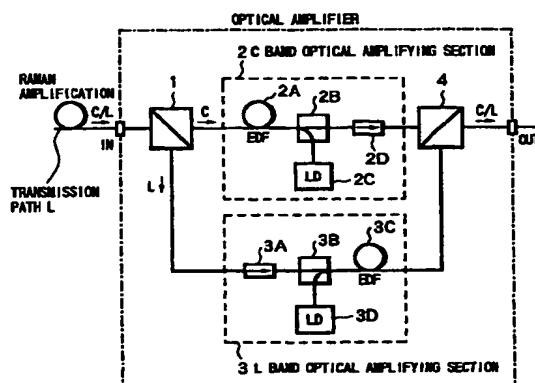 OPTICAL AMPLIFIER
2 C BAND OPTICAL AMPLIFYING SECTION
RAMAN
AMPLIFICATION
C/L
IN
TRANSMISSION
PATH L
1
C
L
2A
EDF
2B
LD
2C
2D
4
C/L
OUT
3A
3B
LD
3D
3C
EDF
3 L BAND OPTICAL AMPLIFYING SECTION